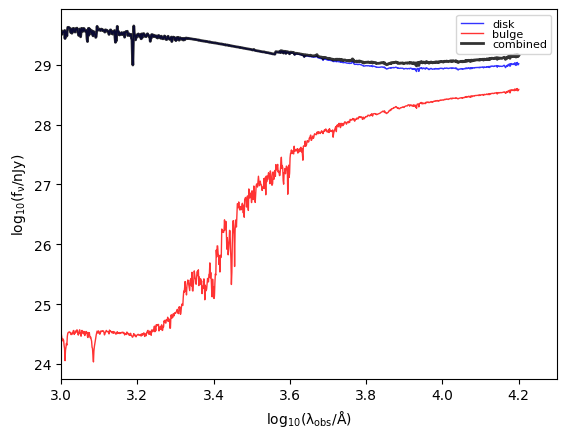 disk
bulge
combined
log₁₀(fᵥ/nJy)
29
28
27
26
25
24
3.0 3.2 3.4 3.6 3.8 4.0 4.2
log₁₀(λobs/Å)